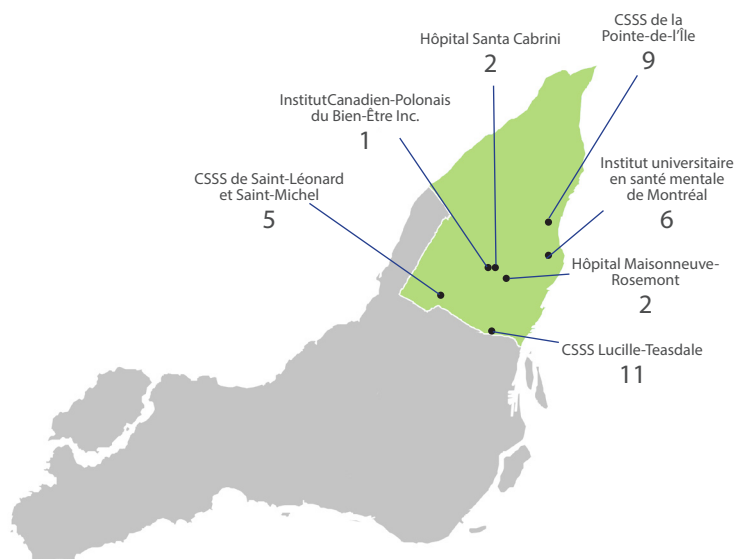 CSSS de la
Pointe-de-l'Île
9
Hôpital Santa Cabrini
2
InstitutCanadien-Polonais
du Bien-Être Inc.
1
CSSS de Saint-Léonard
et Saint-Michel
5
Institut universitaire
en santé mentale
de Montréal
6
Hôpital Maisonneuve-
Rosemont
2
CSSS Lucille-Teasdale
11